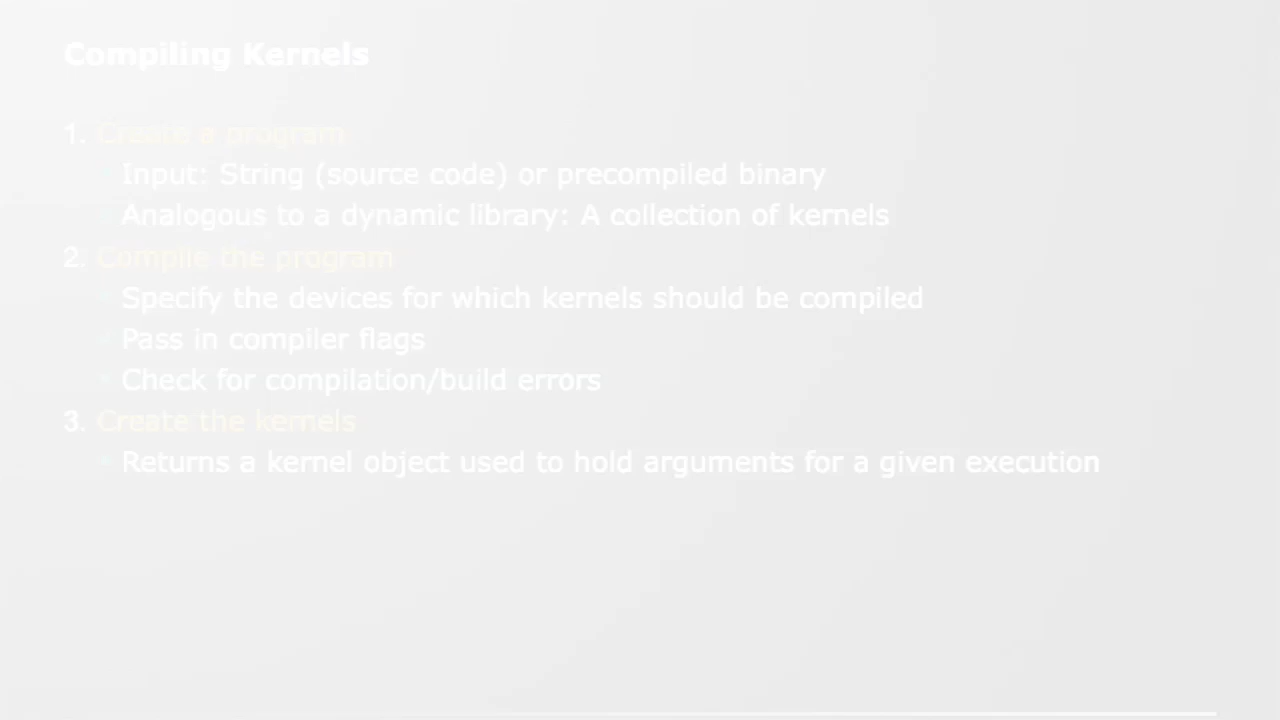 Compiling Kernels
1. Create a program
Input: String (source code) or precompiled binary
Analogous to a dynamic library: A collection of kernels
2. Compile the program
Specify the devices for which kernels should be compiled
Pass in compiler flags
Check for compilation/build errors
3. Create the kernels
Returns a kernel object used to hold arguments for a given execution